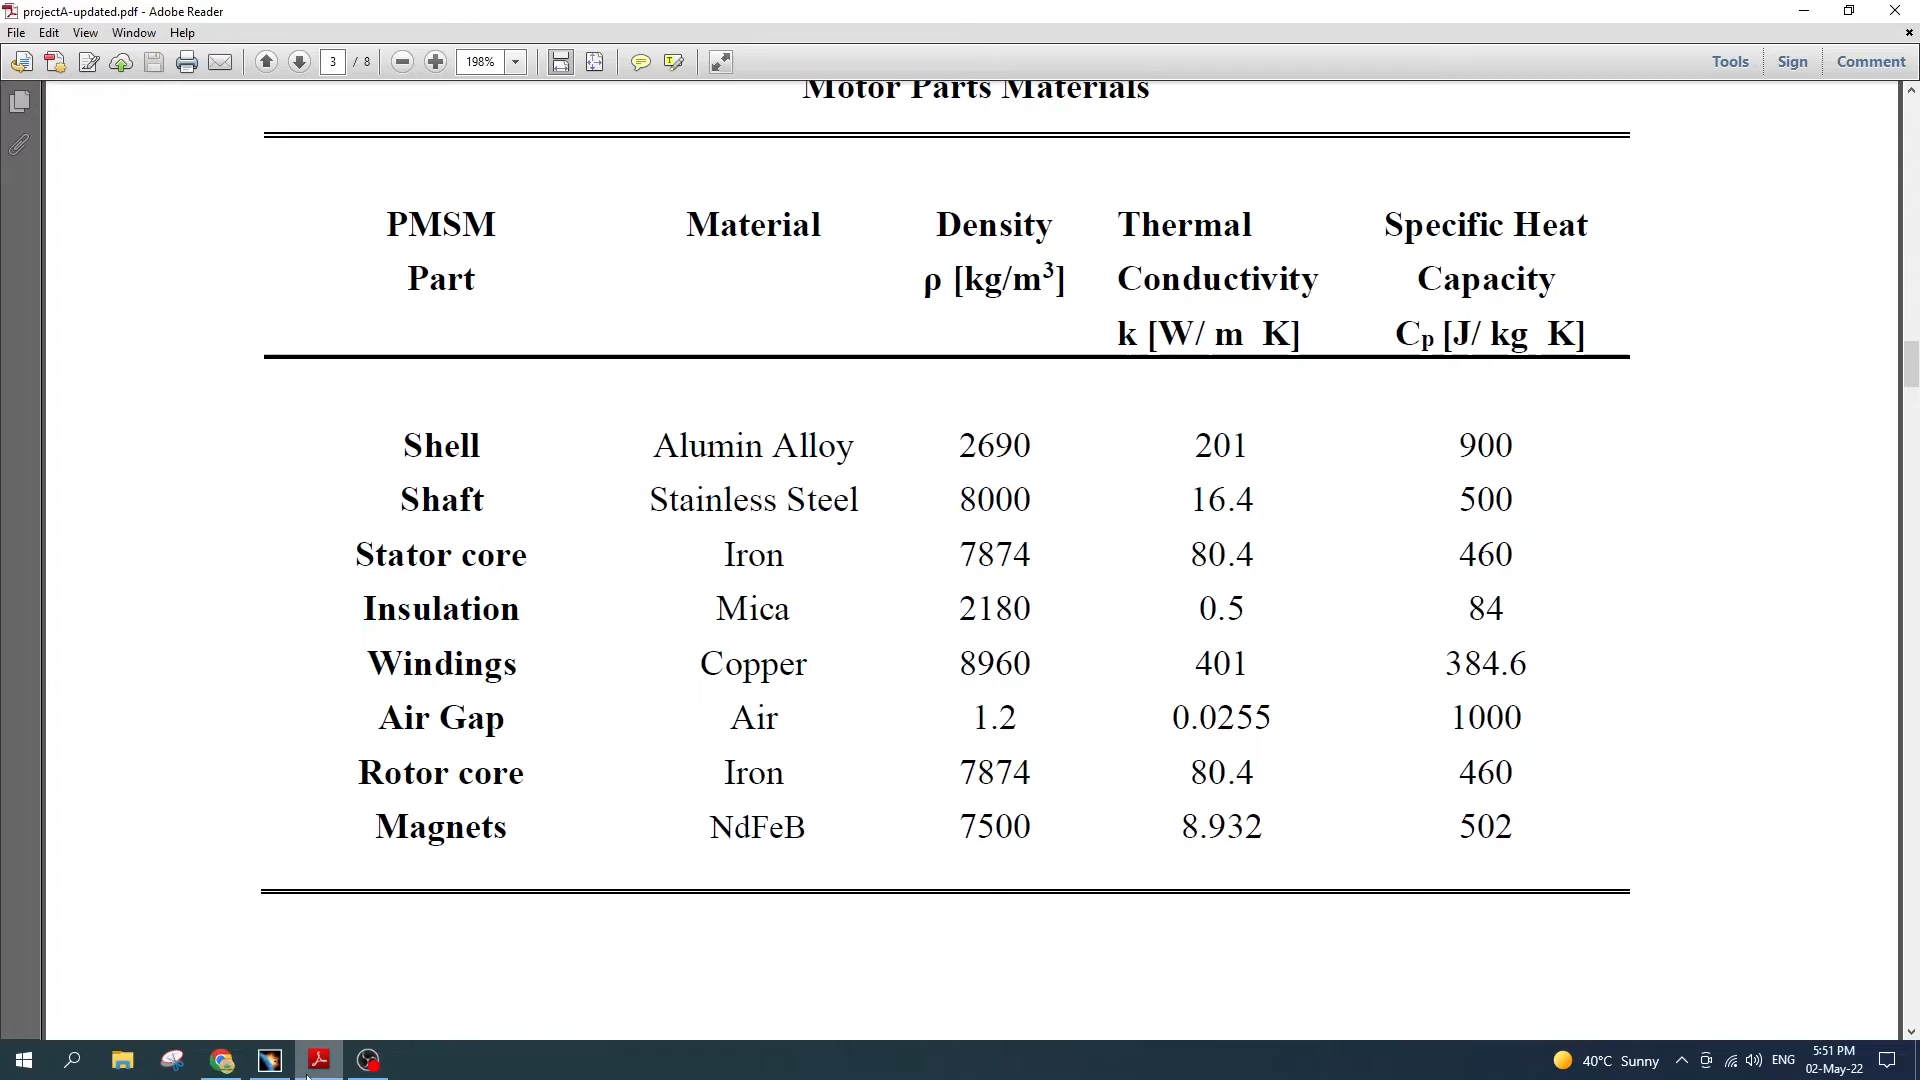 projectA-updated.pdf - Adobe Reader
File Edit View Window Help
3 / 8 198% Tools Sign Comment
Motor Parts Materials
PMSM Material Density Thermal Specific Heat
Part ρ [kg/m³] Conductivity Capacity
k [W/ m K] Cp [J/ kg K]
Shell Alumin Alloy 2690 201 900
Shaft Stainless Steel 8000 16.4 500
Stator core Iron 7874 80.4 460
Insulation Mica 2180 0.5 84
Windings Copper 8960 401 384.6
Air Gap Air 1.2 0.0255 1000
Rotor core Iron 7874 80.4 460
Magnets NdFeB 7500 8.932 502
40°C Sunny ENG 5:51 PM
02-May-22